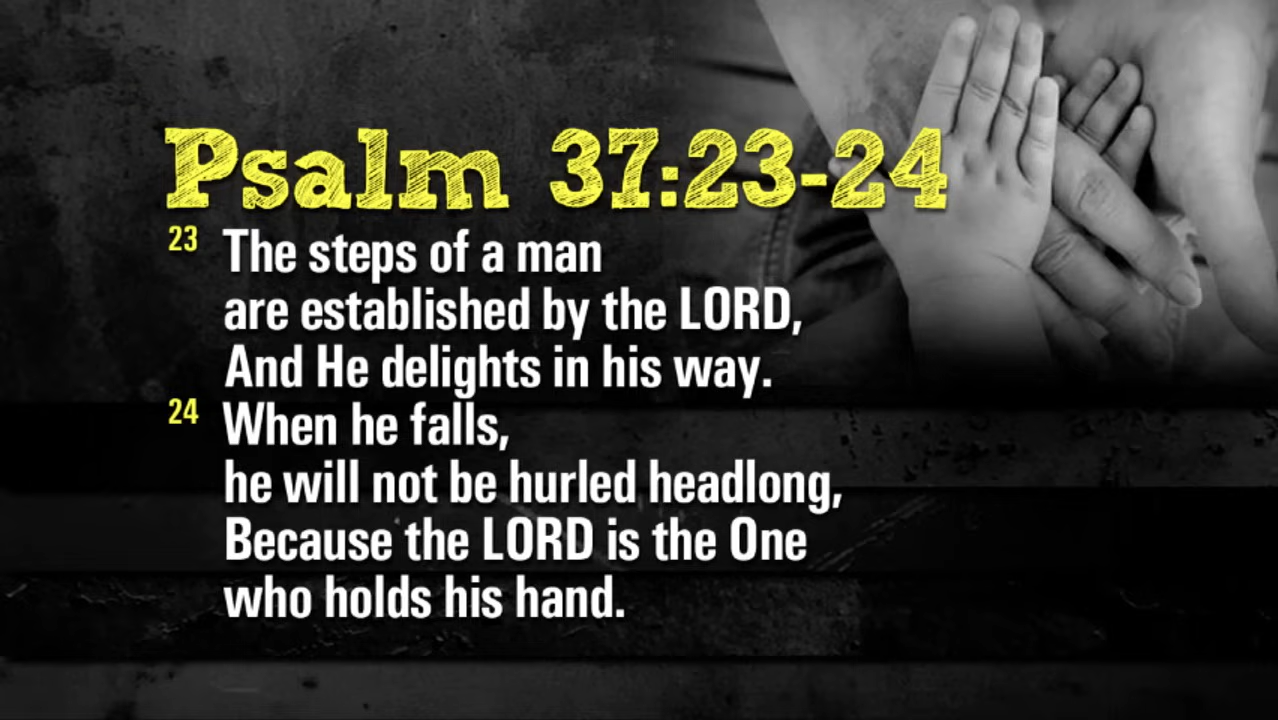 Psalm 37:23-24
23 The steps of a man
are established by the LORD,
And He delights in his way.
24 When he falls,
he will not be hurled headlong,
Because the LORD is the One
who holds his hand.